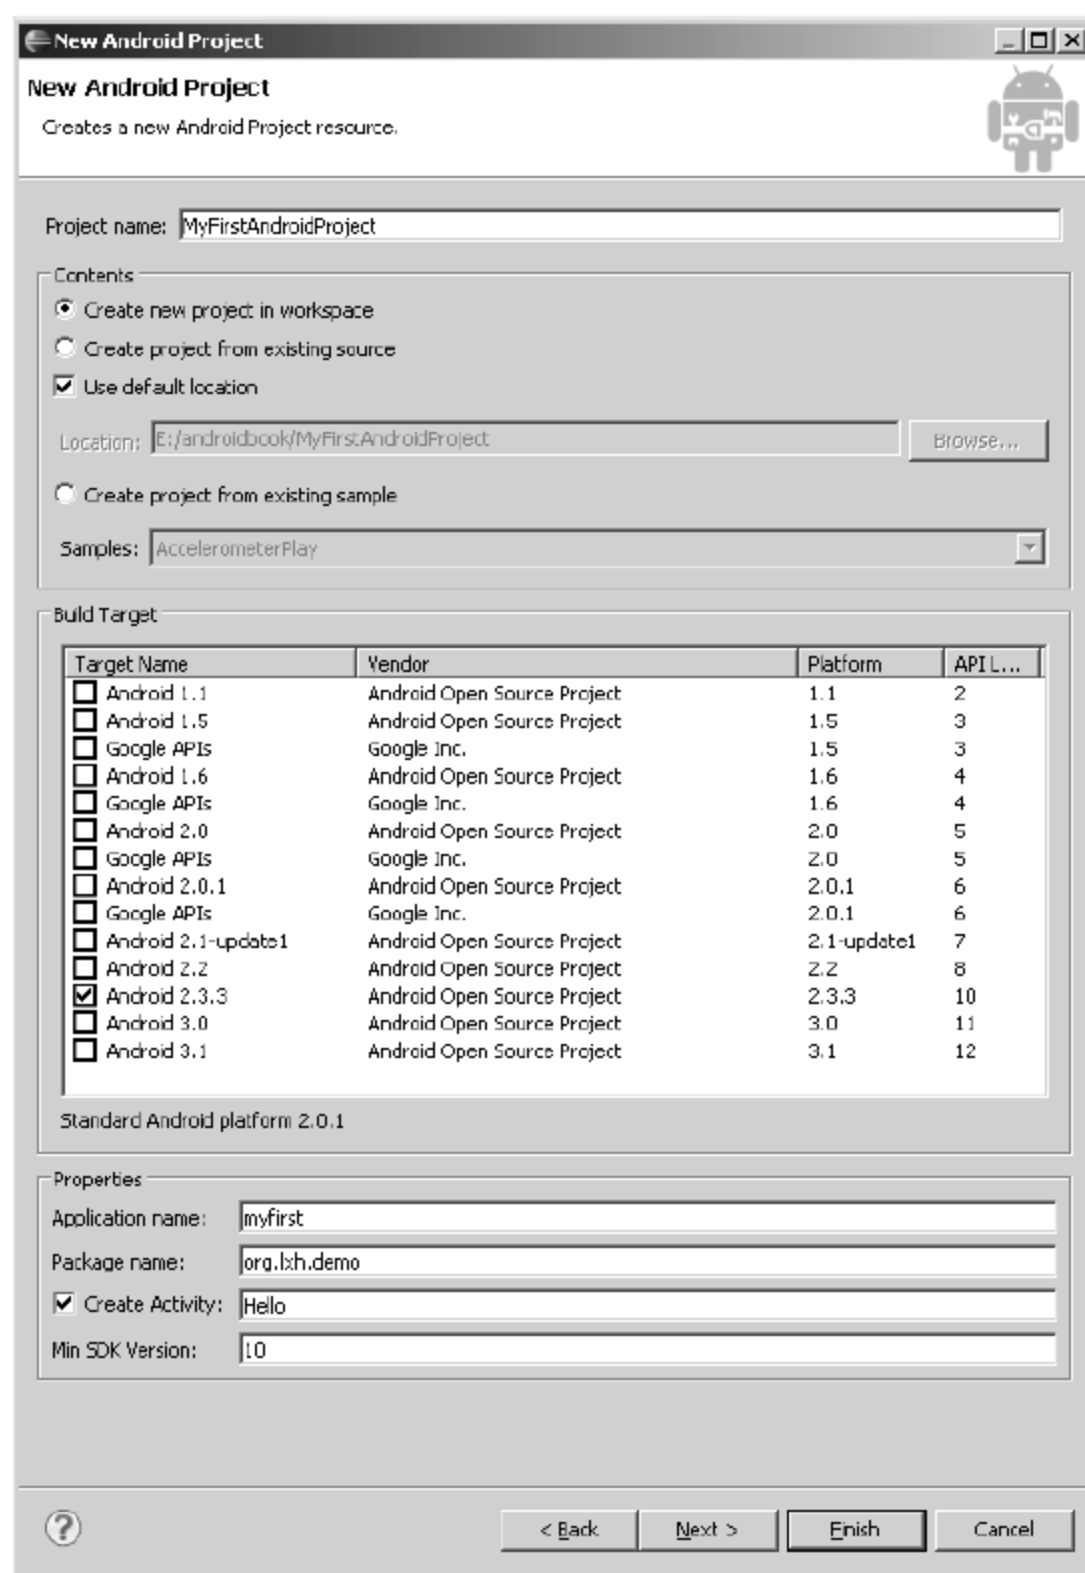 New Android Project
New Android Project
Creates a new Android Project resource.
Project name: MyFirstAndroidProject
Contents
Create new project in workspace
Create project from existing source
Use default location
Location: E:/androidbook/MyFirstAndroidProject Browse...
Create project from existing sample
Samples: AccelerometerPlay
Build Target
Target Name Vendor Platform API L...
Android 1.1 Android Open Source Project 1.1 2
Android 1.5 Android Open Source Project 1.5 3
Google APIs Google Inc. 1.5 3
Android 1.6 Android Open Source Project 1.6 4
Google APIs Google Inc. 1.6 4
Android 2.0 Android Open Source Project 2.0 5
Google APIs Google Inc. 2.0 5
Android 2.0.1 Android Open Source Project 2.0.1 6
Google APIs Google Inc. 2.0.1 6
Android 2.1-update1 Android Open Source Project 2.1-update1 7
Android 2.2 Android Open Source Project 2.2 8
Android 2.3.3 Android Open Source Project 2.3.3 10
Android 3.0 Android Open Source Project 3.0 11
Android 3.1 Android Open Source Project 3.1 12
Standard Android platform 2.0.1
Properties
Application name: myfirst
Package name: org.lxh.demo
Create Activity: Hello
Min SDK Version: 10
? < Back Next > Finish Cancel